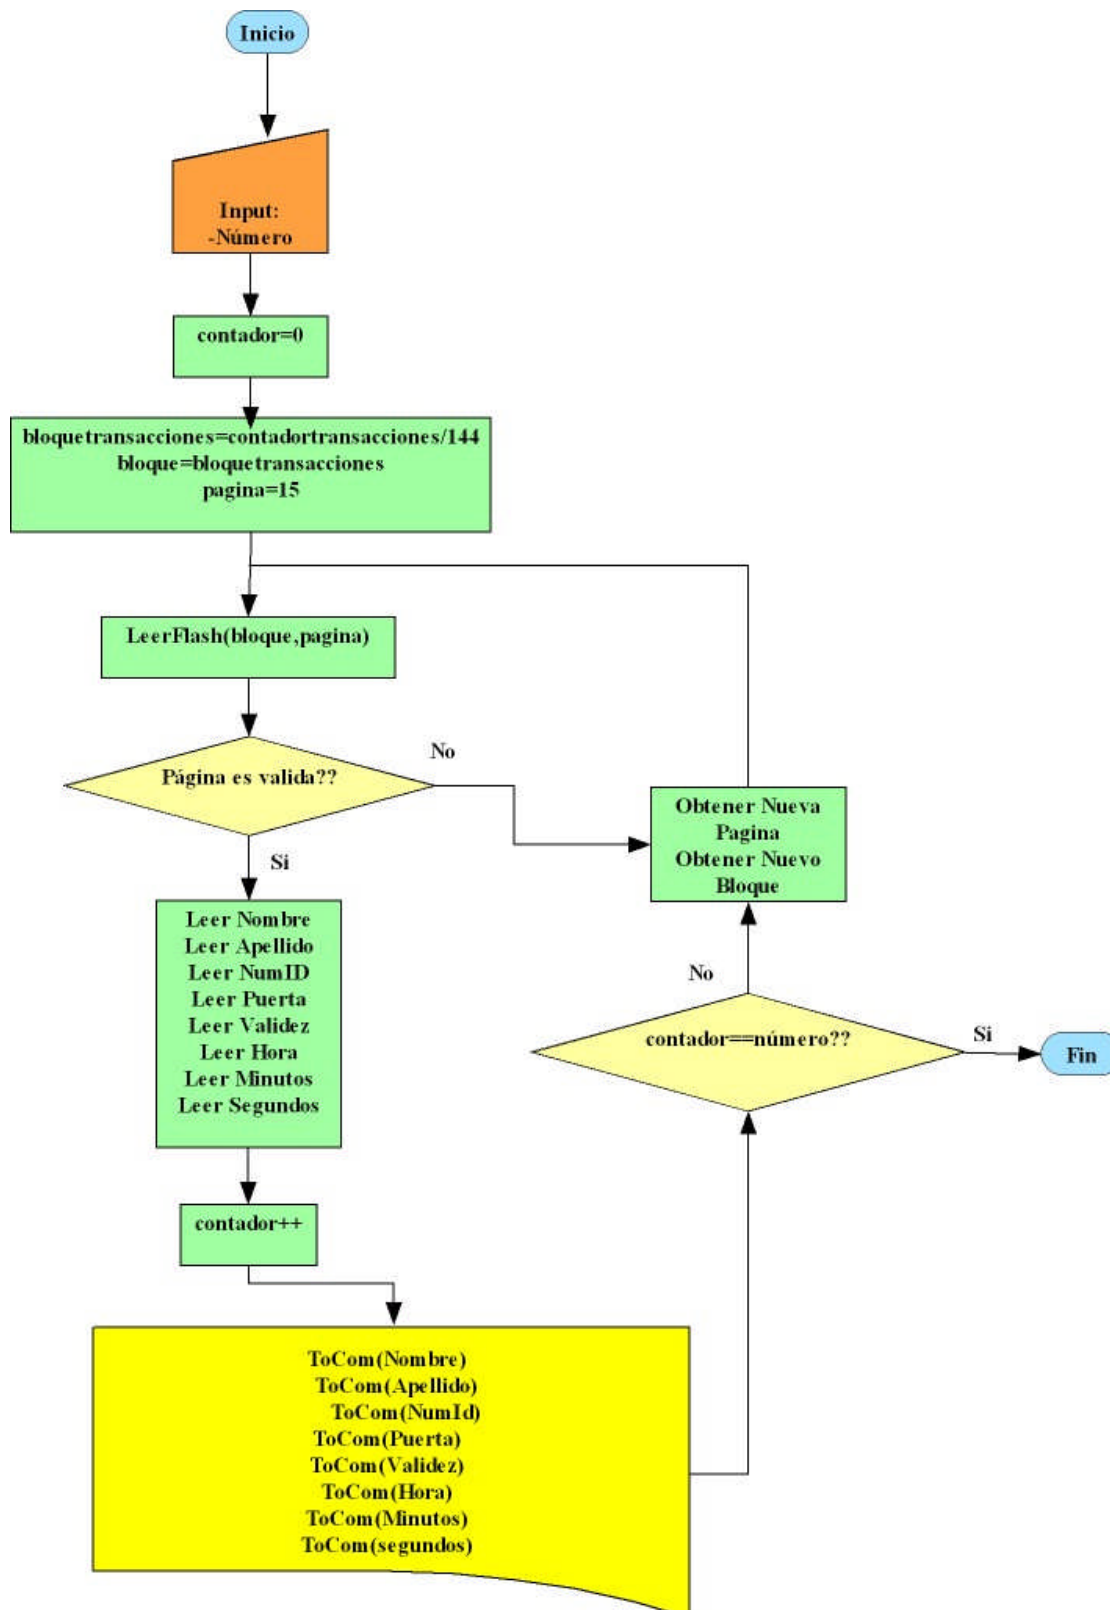 Inicio
Input:
-Número
contador=0
bloquetransacciones=contadortransacciones/144
bloque=bloquetransacciones
pagina=15
LeerFlash(bloque,pagina)
Página es valida??
No
Si
Obtener Nueva
Pagina
Obtener Nuevo
Bloque
Leer Nombre
Leer Apellido
Leer NumID
Leer Puerta
Leer Validez
Leer Hora
Leer Minutos
Leer Segundos
No
contador==número??
Si
Fin
contador++
ToCom(Nombre)
ToCom(Apellido)
ToCom(NumId)
ToCom(Puerta)
ToCom(Validez)
ToCom(Hora)
ToCom(Minutos)
ToCom(segundos)